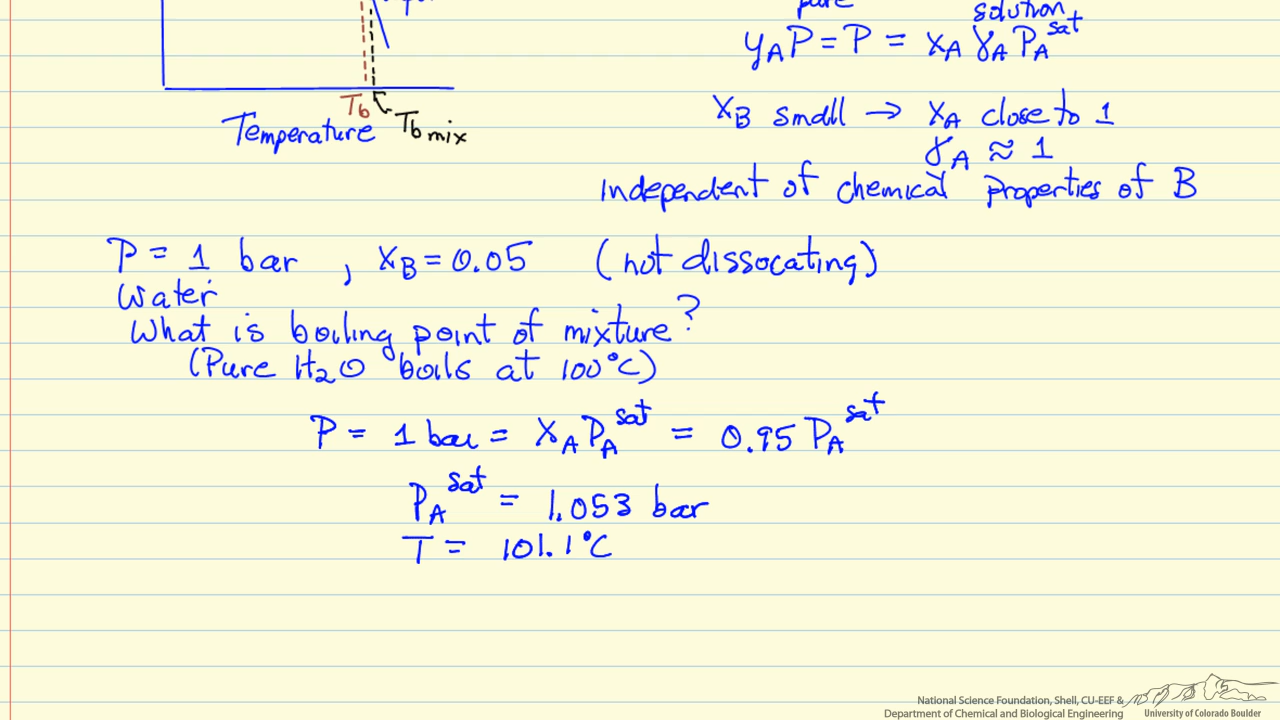 pure solution
y_A P = P = x_A γ_A P_A^sat
T_b
T_b mix
Temperature
x_B small → x_A close to 1
γ_A ≈ 1
Independent of chemical properties of B
P = 1 bar , x_B = 0.05 (not dissocating)
Water
What is boiling point of mixture?
(Pure H₂O boils at 100°C)
P = 1 bar = x_A P_A^sat = 0.95 P_A^sat
P_A^sat = 1.053 bar
T = 101.1°C
National Science Foundation, Shell, CU-EEF &
Department of Chemical and Biological Engineering
University of Colorado Boulder